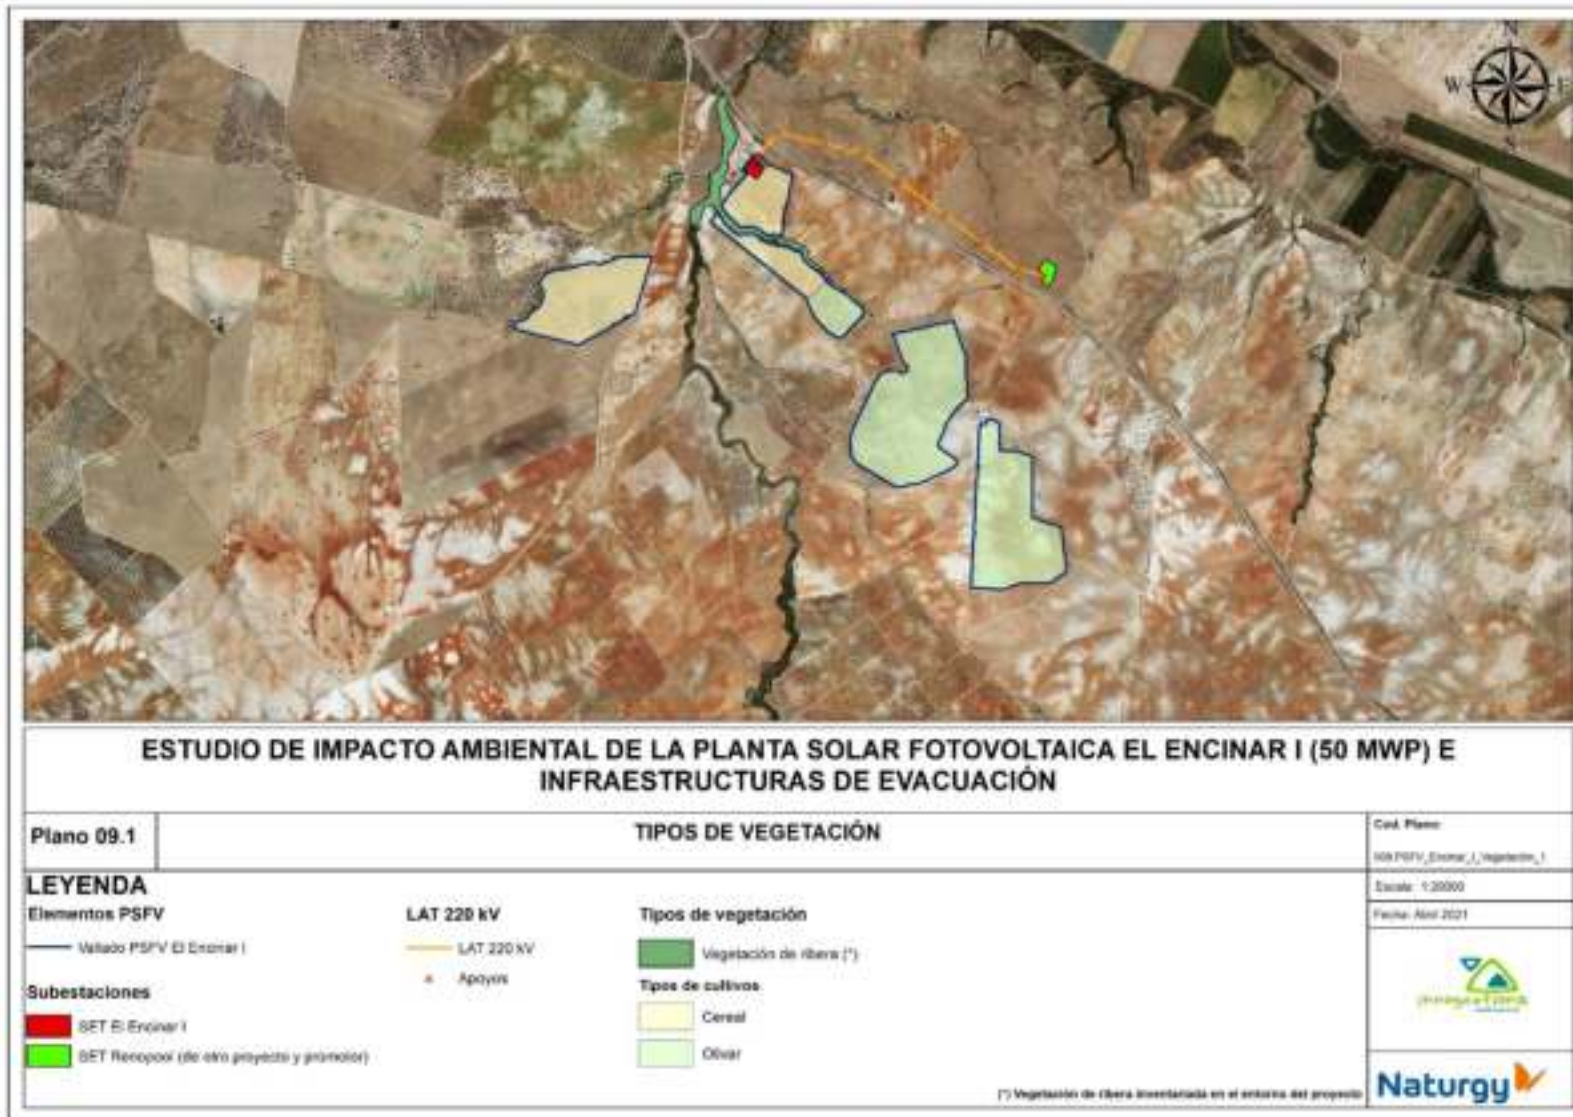 N
W E
ESTUDIO DE IMPACTO AMBIENTAL DE LA PLANTA SOLAR FOTOVOLTAICA EL ENCINAR I (50 MWP) E
INFRAESTRUCTURAS DE EVACUACIÓN
Plano 09.1
TIPOS DE VEGETACIÓN
Cod. Plano:
Escala: 1:20000
Fecha: Abril 2021
LEYENDA
Elementos PSFV
Vallado PSFV El Encinar I
Subestaciones
SET El Encinar I
SET Renopool (de otro proyecto y promotor)
LAT 220 kV
LAT 220 kV
Apoyos
Tipos de vegetación
Vegetación de ribera (*)
Tipos de cultivos
Cereal
Olivar
(*) Vegetación de ribera inventariada en el entorno del proyecto
Naturgy